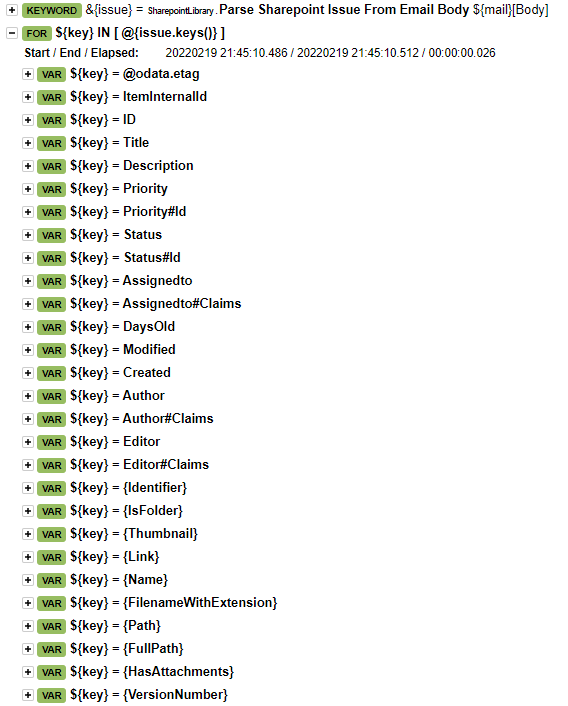 KEYWORD &{issue} = SharepointLibrary.Parse Sharepoint Issue From Email Body ${mail}[Body]
FOR ${key} IN [ @{issue.keys()} ]
Start / End / Elapsed: 20220219 21:45:10.486 / 20220219 21:45:10.512 / 00:00:00.026
VAR ${key} = @odata.etag
VAR ${key} = ItemInternalId
VAR ${key} = ID
VAR ${key} = Title
VAR ${key} = Description
VAR ${key} = Priority
VAR ${key} = Priority#Id
VAR ${key} = Status
VAR ${key} = Status#Id
VAR ${key} = Assignedto
VAR ${key} = Assignedto#Claims
VAR ${key} = DaysOld
VAR ${key} = Modified
VAR ${key} = Created
VAR ${key} = Author
VAR ${key} = Author#Claims
VAR ${key} = Editor
VAR ${key} = Editor#Claims
VAR ${key} = {Identifier}
VAR ${key} = {IsFolder}
VAR ${key} = {Thumbnail}
VAR ${key} = {Link}
VAR ${key} = {Name}
VAR ${key} = {FilenameWithExtension}
VAR ${key} = {Path}
VAR ${key} = {FullPath}
VAR ${key} = {HasAttachments}
VAR ${key} = {VersionNumber}